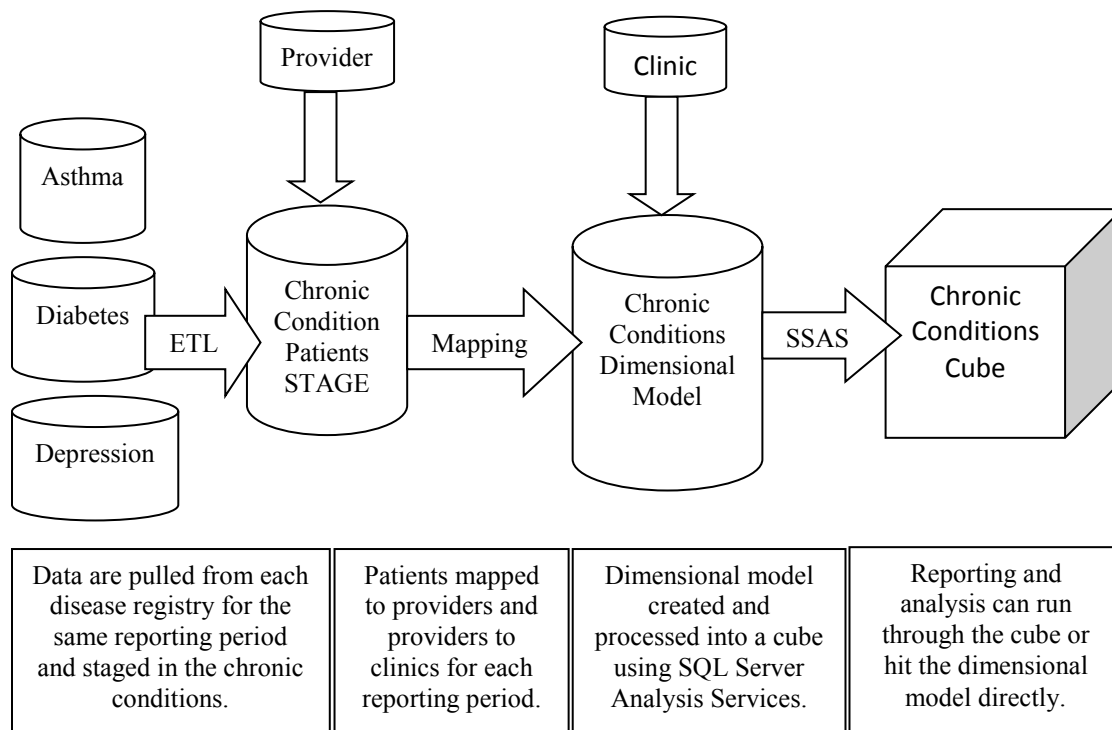 Provider
Clinic
Asthma
Diabetes
Depression
ETL
Chronic
Condition
Patients
STAGE
Mapping
Chronic
Conditions
Dimensional
Model
SSAS
Chronic
Conditions
Cube
Data are pulled from each
disease registry for the
same reporting period
and staged in the chronic
conditions.
Patients mapped
to providers and
providers to
clinics for each
reporting period.
Dimensional model
created and
processed into a cube
using SQL Server
Analysis Services.
Reporting and
analysis can run
through the cube or
hit the dimensional
model directly.